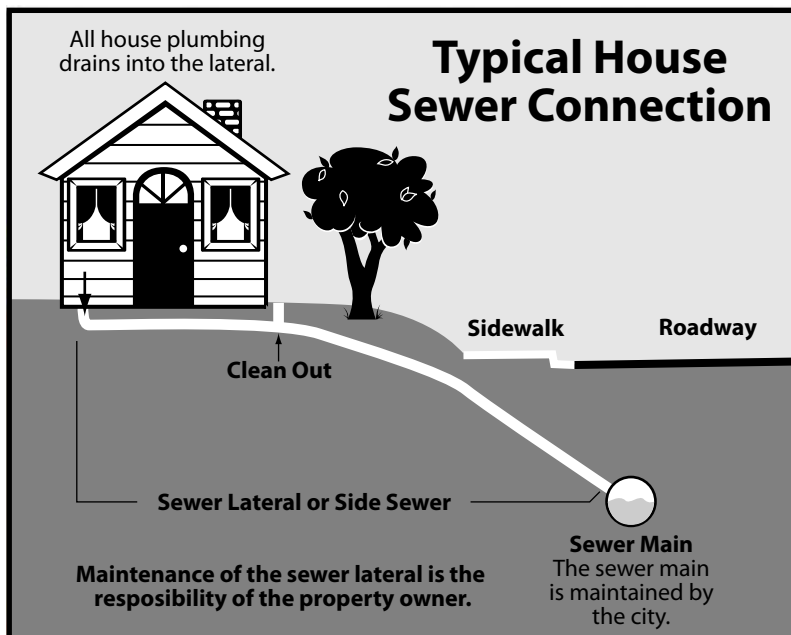 All house plumbing
drains into the lateral.
Typical House
Sewer Connection
Sidewalk
Roadway
Clean Out
Sewer Lateral or Side Sewer
Sewer Main
The sewer main
is maintained by
the city.
Maintenance of the sewer lateral is the
resposibility of the property owner.